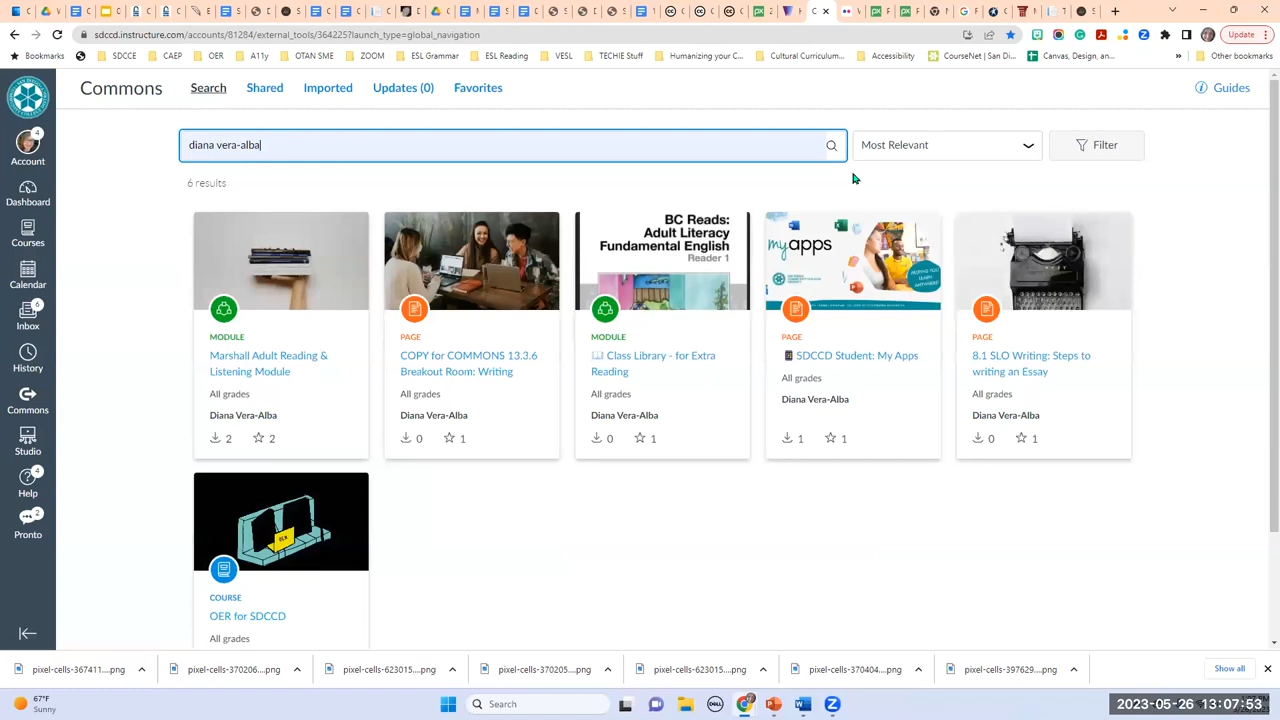 Update
sdccd.instructure.com/accounts/81284/external_tools/364225?launch_type=global_navigation
Bookmarks
SDCCE
CAEP
OER
A11y
OTAN SME
ZOOM
ESL Grammar
ESL Reading
VESL
TECHIE Stuff
Humanizing your C...
Cultural Curriculum...
Accessibility
CourseNet | San Di...
Canvas, Design, an...
»
Other bookmarks
Commons
Search
Shared
Imported
Updates (0)
Favorites
Guides
4
Account
Dashboard
Courses
Calendar
6
Inbox
History
Commons
Studio
4
Help
2
Pronto
diana vera-alba
Most Relevant
Filter
6 results
MODULE
Marshall Adult Reading &
Listening Module
All grades
Diana Vera-Alba
2
2
PAGE
COPY for COMMONS 13.3.6
Breakout Room: Writing
All grades
Diana Vera-Alba
0
1
BC Reads:
Adult Literacy
Fundamental English
Reader 1
MODULE
📖 Class Library - for Extra
Reading
All grades
Diana Vera-Alba
0
1
myapps
PAGE
SDCCD Student: My Apps
All grades
Diana Vera-Alba
1
1
PAGE
8.1 SLO Writing: Steps to
writing an Essay
All grades
Diana Vera-Alba
0
1
COURSE
OER for SDCCD
All grades
pixel-cells-367411....png
pixel-cells-370206....png
pixel-cells-623015....png
pixel-cells-370205....png
pixel-cells-623015....png
pixel-cells-370404....png
pixel-cells-397629....png
Show all
67°F
Sunny
Search
2023-05-26 13:07:53